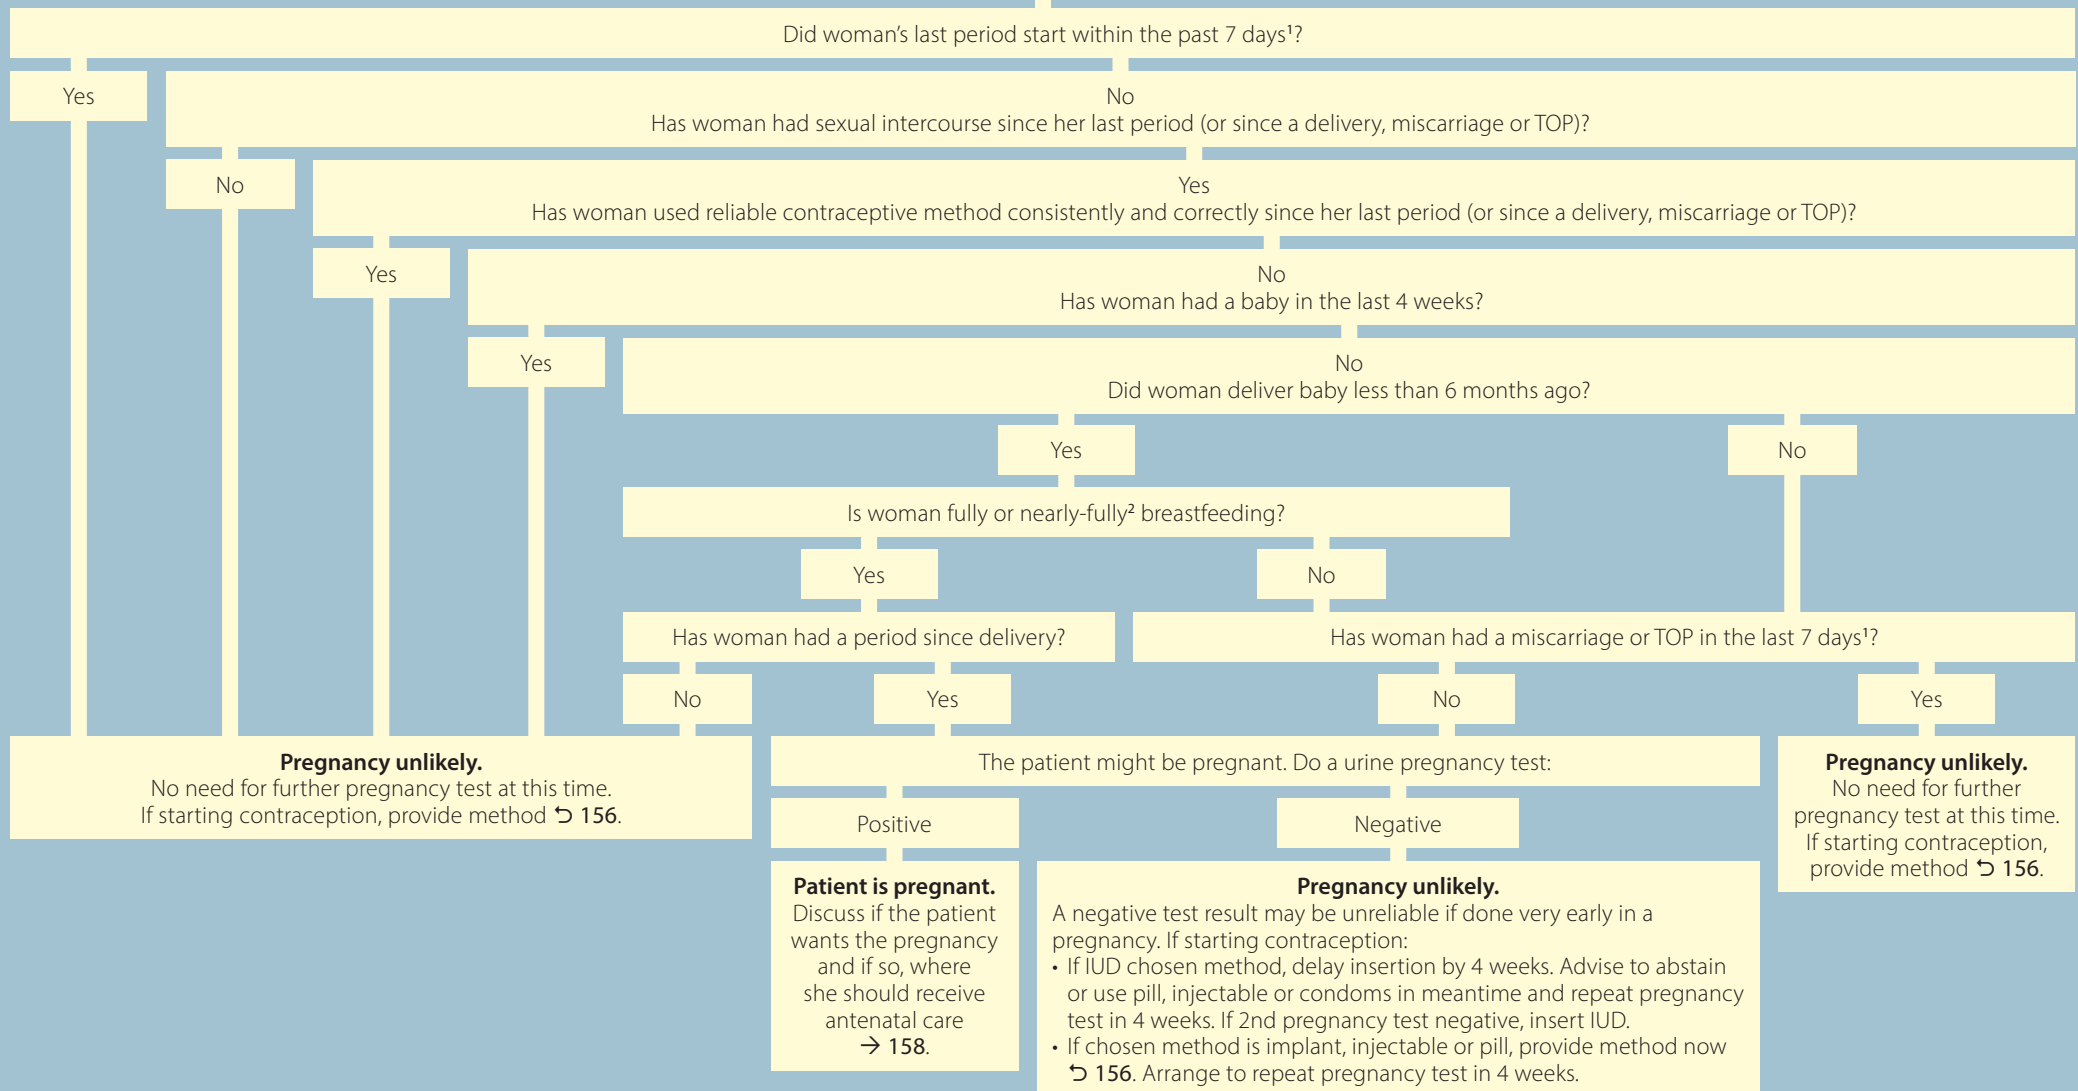 Did woman's last period start within the past 7 days¹?
Yes
No
Has woman had sexual intercourse since her last period (or since a delivery, miscarriage or TOP)?
No
Yes
Has woman used reliable contraceptive method consistently and correctly since her last period (or since a delivery, miscarriage or TOP)?
Yes
No
Has woman had a baby in the last 4 weeks?
Yes
No
Did woman deliver baby less than 6 months ago?
Yes
No
Is woman fully or nearly-fully² breastfeeding?
Yes
No
Has woman had a period since delivery?
Has woman had a miscarriage or TOP in the last 7 days¹?
No
Yes
No
Yes
Pregnancy unlikely.
No need for further pregnancy test at this time.
If starting contraception, provide method ⮌ 156.
The patient might be pregnant. Do a urine pregnancy test:
Positive
Negative
Patient is pregnant.
Discuss if the patient
wants the pregnancy
and if so, where
she should receive
antenatal care
→ 158.
Pregnancy unlikely.
A negative test result may be unreliable if done very early in a
pregnancy. If starting contraception:
• If IUD chosen method, delay insertion by 4 weeks. Advise to abstain
or use pill, injectable or condoms in meantime and repeat pregnancy
test in 4 weeks. If 2nd pregnancy test negative, insert IUD.
• If chosen method is implant, injectable or pill, provide method now
⮌ 156. Arrange to repeat pregnancy test in 4 weeks.
Pregnancy unlikely.
No need for further
pregnancy test at this time.
If starting contraception,
provide method ⮌ 156.